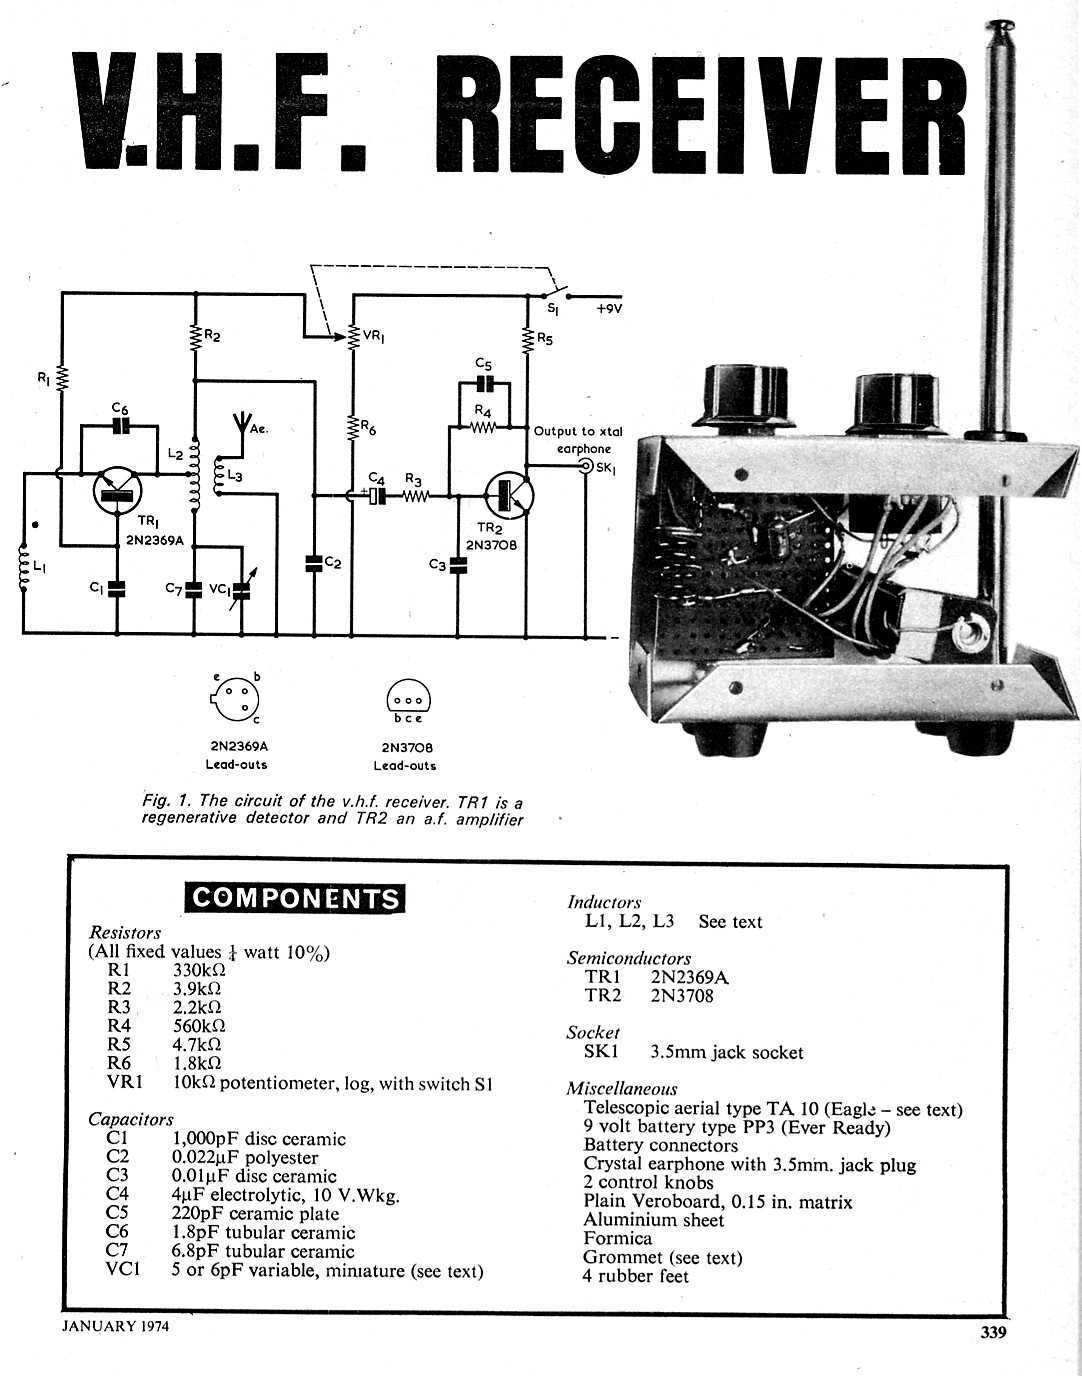 V.H.F. RECEIVER
S1
+9V
R2
VR1
R5
R1
C5
C6
R4
Ae.
R6
Output to xtal
earphone
L2
L3
C4
+
R3
SK1
TR1
2N2369A
TR2
2N3708
L1
C1
C7
VC1
C2
C3
−
e b
c
b c e
2N2369A
Lead-outs
2N3708
Lead-outs
Fig. 1. The circuit of the v.h.f. receiver. TR1 is a
regenerative detector and TR2 an a.f. amplifier
COMPONENTS
Resistors
(All fixed values ¼ watt 10%)
R1 330kΩ
R2 3.9kΩ
R3 2.2kΩ
R4 560kΩ
R5 4.7kΩ
R6 1.8kΩ
VR1 10kΩ potentiometer, log, with switch S1
Capacitors
C1 1,000pF disc ceramic
C2 0.022µF polyester
C3 0.01µF disc ceramic
C4 4µF electrolytic, 10 V.Wkg.
C5 220pF ceramic plate
C6 1.8pF tubular ceramic
C7 6.8pF tubular ceramic
VC1 5 or 6pF variable, miniature (see text)
Inductors
L1, L2, L3 See text
Semiconductors
TR1 2N2369A
TR2 2N3708
Socket
SK1 3.5mm jack socket
Miscellaneous
Telescopic aerial type TA 10 (Eagle – see text)
9 volt battery type PP3 (Ever Ready)
Battery connectors
Crystal earphone with 3.5mm. jack plug
2 control knobs
Plain Veroboard, 0.15 in. matrix
Aluminium sheet
Formica
Grommet (see text)
4 rubber feet
JANUARY 1974
339